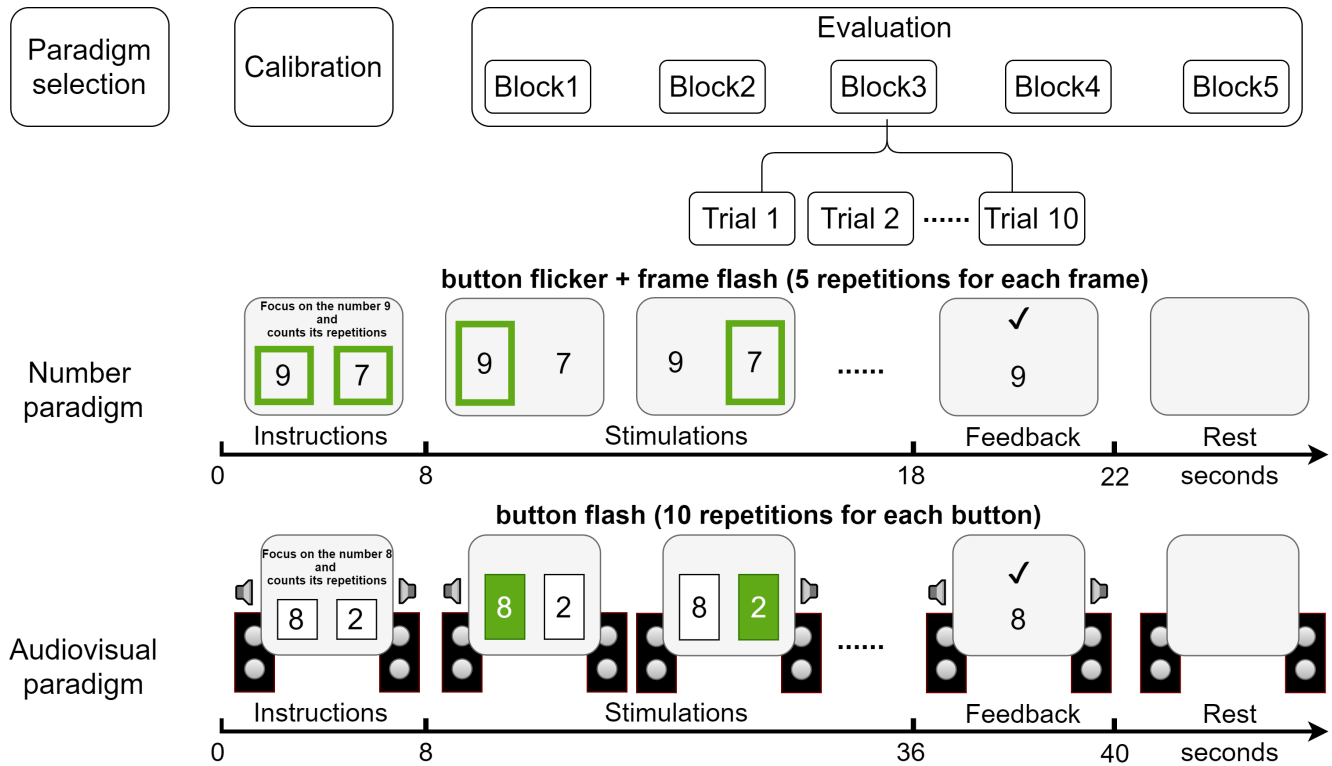 Paradigm
selection
Calibration
Evaluation
Block1 Block2 Block3 Block4 Block5
Trial 1 Trial 2 ...... Trial 10
button flicker + frame flash (5 repetitions for each frame)
Number
paradigm
Focus on the number 9
and
counts its repetitions
9 7
9 7
9 7
......
✓
9
Instructions Stimulations Feedback Rest
0 8 18 22 seconds
button flash (10 repetitions for each button)
Audiovisual
paradigm
Focus on the number 8
and
counts its repetitions
8 2
8 2
8 2
......
✓
8
Instructions Stimulations Feedback Rest
0 8 36 40 seconds